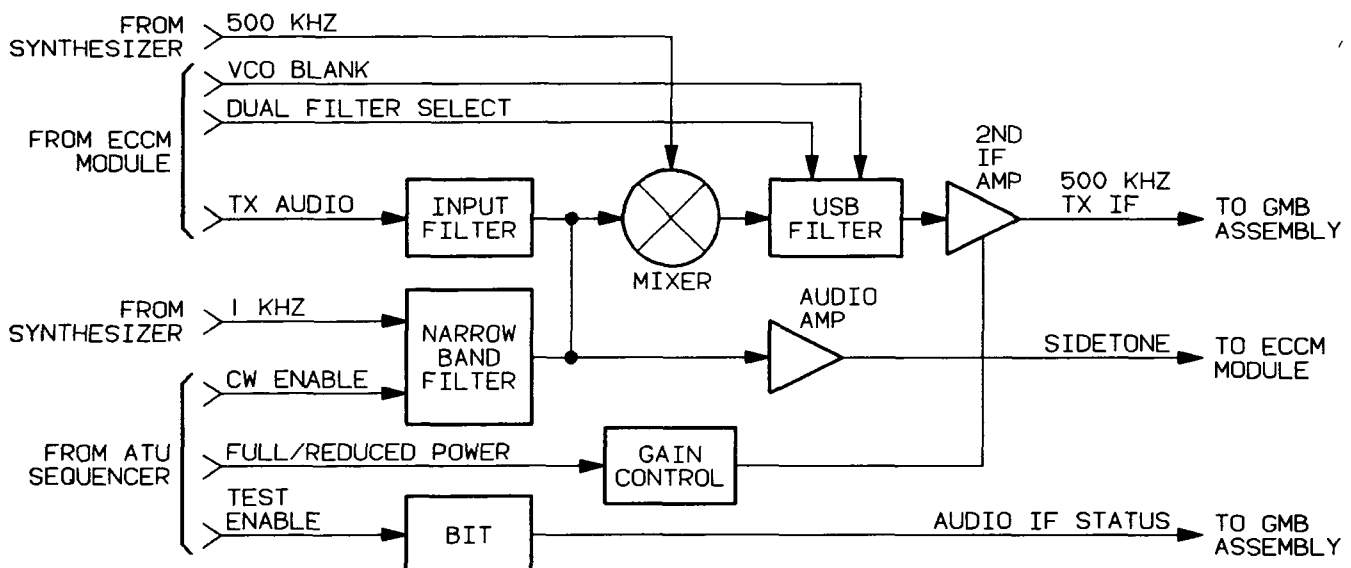 FROM
SYNTHESIZER
500 KHZ
VCO BLANK
DUAL FILTER SELECT
FROM ECCM
MODULE
TX AUDIO
INPUT
FILTER
MIXER
USB
FILTER
2ND
IF
AMP
500 KHZ
TX IF
TO GMB
ASSEMBLY
FROM
SYNTHESIZER
1 KHZ
NARROW
BAND
FILTER
AUDIO
AMP
SIDETONE
TO ECCM
MODULE
CW ENABLE
FROM ATU
SEQUENCER
FULL/REDUCED POWER
GAIN
CONTROL
TEST
ENABLE
BIT
AUDIO IF STATUS
TO GMB
ASSEMBLY